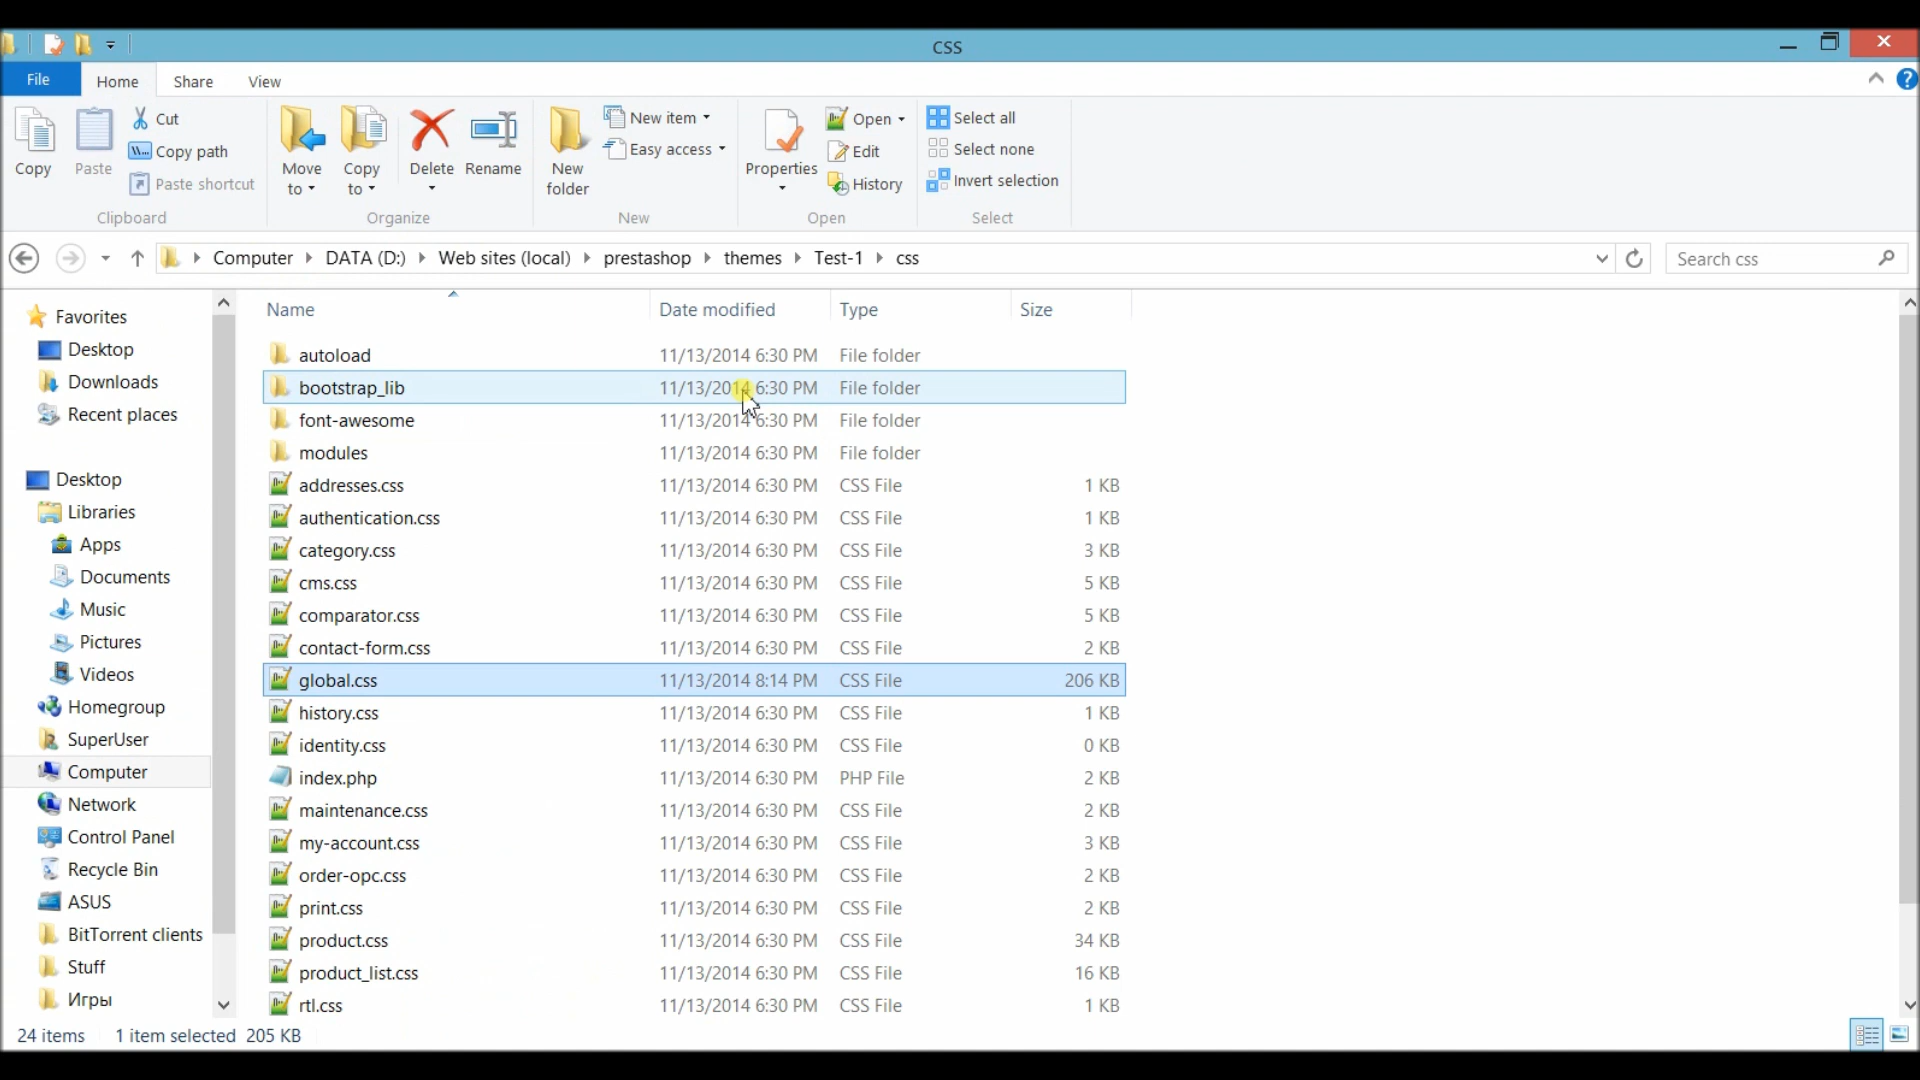 CSS
File
Home
Share
View
Copy
Paste
Cut
Copy path
Paste shortcut
Clipboard
Move to
Copy to
Delete
Rename
Organize
New folder
New item
Easy access
New
Properties
Open
Edit
History
Open
Select all
Select none
Invert selection
Select
Computer DATA (D:) Web sites (local) prestashop themes Test-1 css
Search css
Favorites
Desktop
Downloads
Recent places
Desktop
Libraries
Apps
Documents
Music
Pictures
Videos
Homegroup
SuperUser
Computer
Network
Control Panel
Recycle Bin
ASUS
BitTorrent clients
Stuff
Игры
Name Date modified Type Size
autoload 11/13/2014 6:30 PM File folder
bootstrap_lib 11/13/2014 6:30 PM File folder
font-awesome 11/13/2014 6:30 PM File folder
modules 11/13/2014 6:30 PM File folder
addresses.css 11/13/2014 6:30 PM CSS File 1 KB
authentication.css 11/13/2014 6:30 PM CSS File 1 KB
category.css 11/13/2014 6:30 PM CSS File 3 KB
cms.css 11/13/2014 6:30 PM CSS File 5 KB
comparator.css 11/13/2014 6:30 PM CSS File 5 KB
contact-form.css 11/13/2014 6:30 PM CSS File 2 KB
global.css 11/13/2014 8:14 PM CSS File 206 KB
history.css 11/13/2014 6:30 PM CSS File 1 KB
identity.css 11/13/2014 6:30 PM CSS File 0 KB
index.php 11/13/2014 6:30 PM PHP File 2 KB
maintenance.css 11/13/2014 6:30 PM CSS File 2 KB
my-account.css 11/13/2014 6:30 PM CSS File 3 KB
order-opc.css 11/13/2014 6:30 PM CSS File 2 KB
print.css 11/13/2014 6:30 PM CSS File 2 KB
product.css 11/13/2014 6:30 PM CSS File 34 KB
product_list.css 11/13/2014 6:30 PM CSS File 16 KB
rtl.css 11/13/2014 6:30 PM CSS File 1 KB
24 items 1 item selected 205 KB